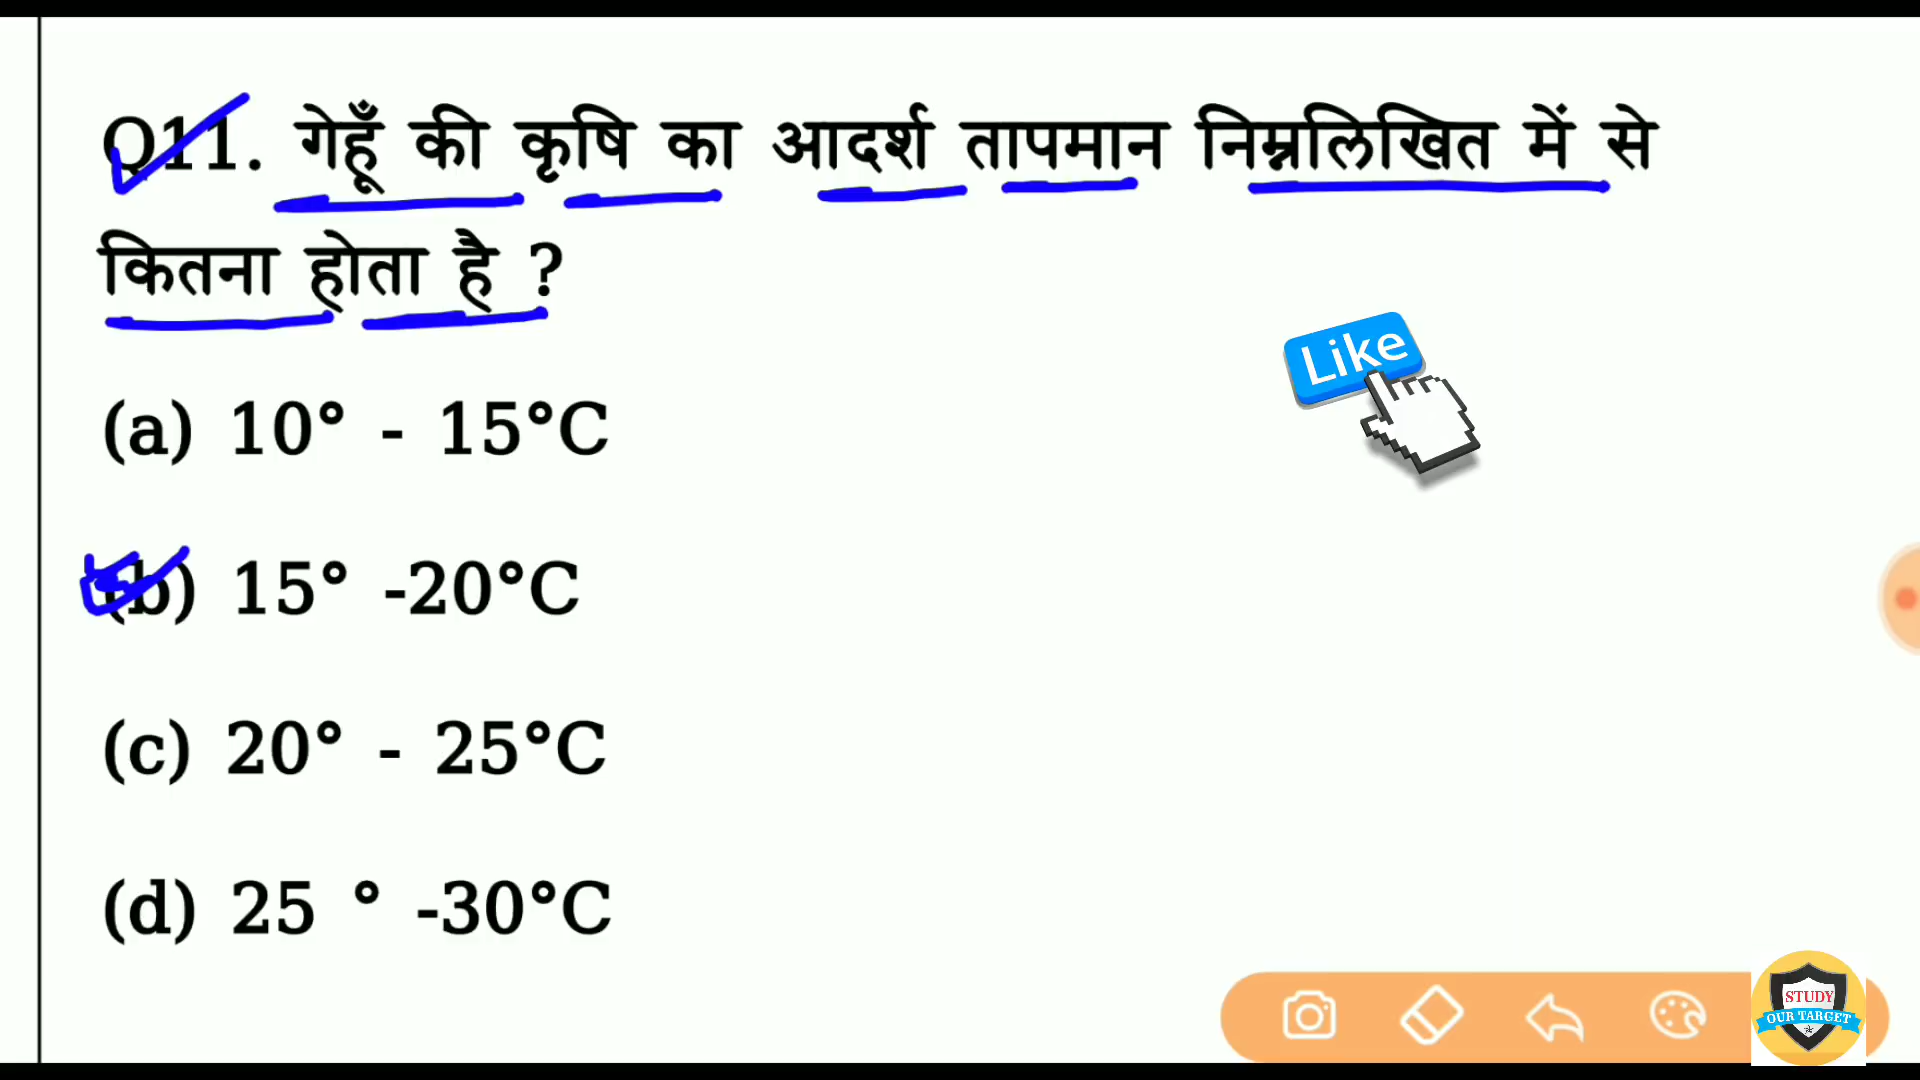 Q11. गेहूँ की कृषि का आदर्श तापमान निम्नलिखित में से
कितना होता है ?
Like
(a) 10° - 15°C
(b) 15° -20°C
(c) 20° - 25°C
(d) 25 ° -30°C
STUDY
OUR TARGET